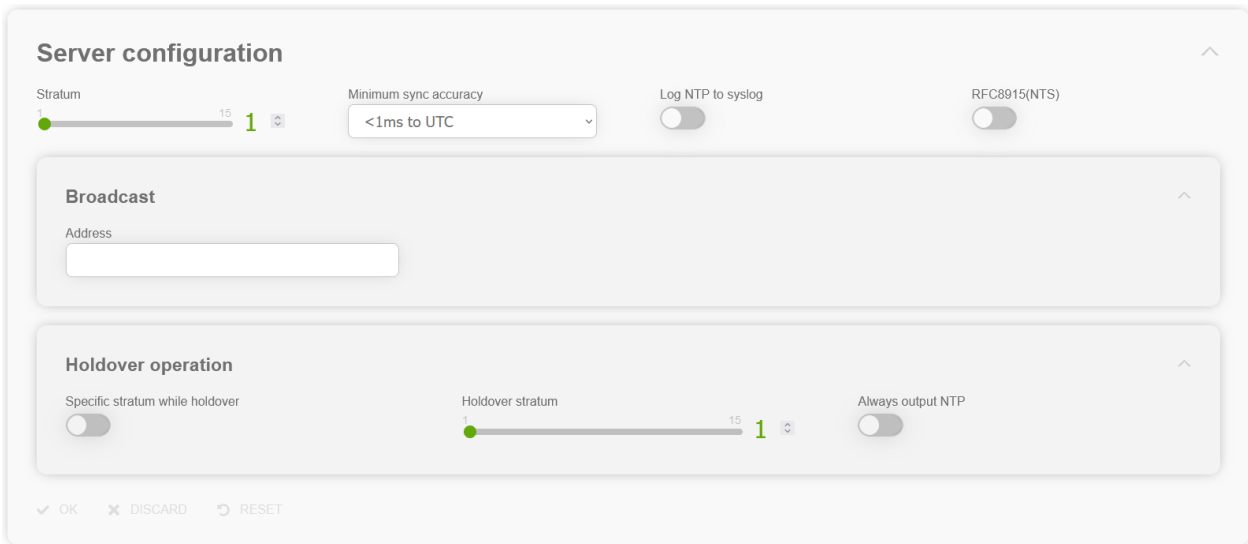 Server configuration
Stratum
Minimum sync accuracy
Log NTP to syslog
RFC8915(NTS)
1
15
1
<1ms to UTC
Broadcast
Address
Holdover operation
Specific stratum while holdover
Holdover stratum
Always output NTP
1
15
1
OK DISCARD RESET